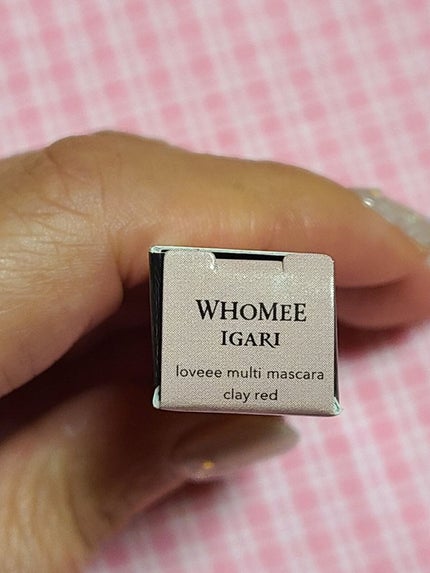 WHOMEE
IGARI
loveee multi mascara
clay red